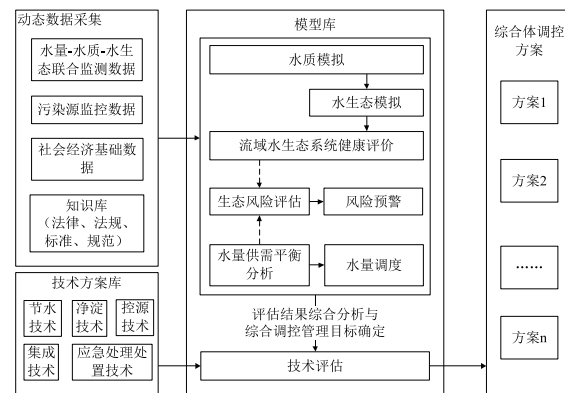 动态数据采集
水量-水质-水生
态联合监测数据
污染源监控数据
社会经济基础数
据
知识库
（法律、法规、
标准、规范）
技术方案库
节水
技术
净淀
技术
控源
技术
集成
技术
应急处理处
置技术
模型库
水质模拟
水生态模拟
流域水生态系统健康评价
生态风险评估
风险预警
水量供需平衡
分析
水量调度
评估结果综合分析与
综合调控管理目标确定
技术评估
综合体调控
方案
方案1
方案2
……
方案n